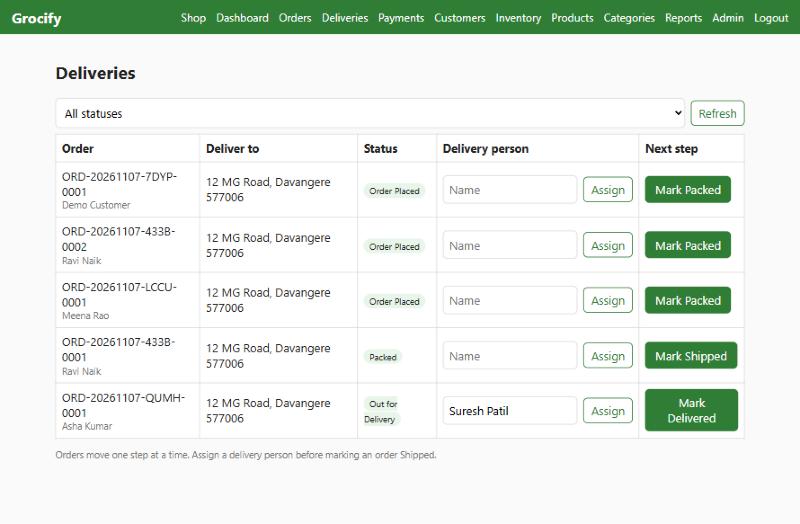 Grocify Shop Dashboard Orders Deliveries Payments Customers Inventory Products Categories Reports Admin Logout
Deliveries
All statuses Refresh
Order Deliver to Status Delivery person Next step
ORD-20261107-7DYP-
0001
Demo Customer
12 MG Road, Davangere
577006
Order Placed
Name Assign Mark Packed
ORD-20261107-433B-
0002
Ravi Naik
12 MG Road, Davangere
577006
Order Placed
Name Assign Mark Packed
ORD-20261107-LCCU-
0001
Meena Rao
12 MG Road, Davangere
577006
Order Placed
Name Assign Mark Packed
ORD-20261107-433B-
0001
Ravi Naik
12 MG Road, Davangere
577006
Packed
Name Assign Mark Shipped
ORD-20261107-QUMH-
0001
Asha Kumar
12 MG Road, Davangere
577006
Out for
Delivery
Suresh Patil Assign
Mark
Delivered
Orders move one step at a time. Assign a delivery person before marking an order Shipped.